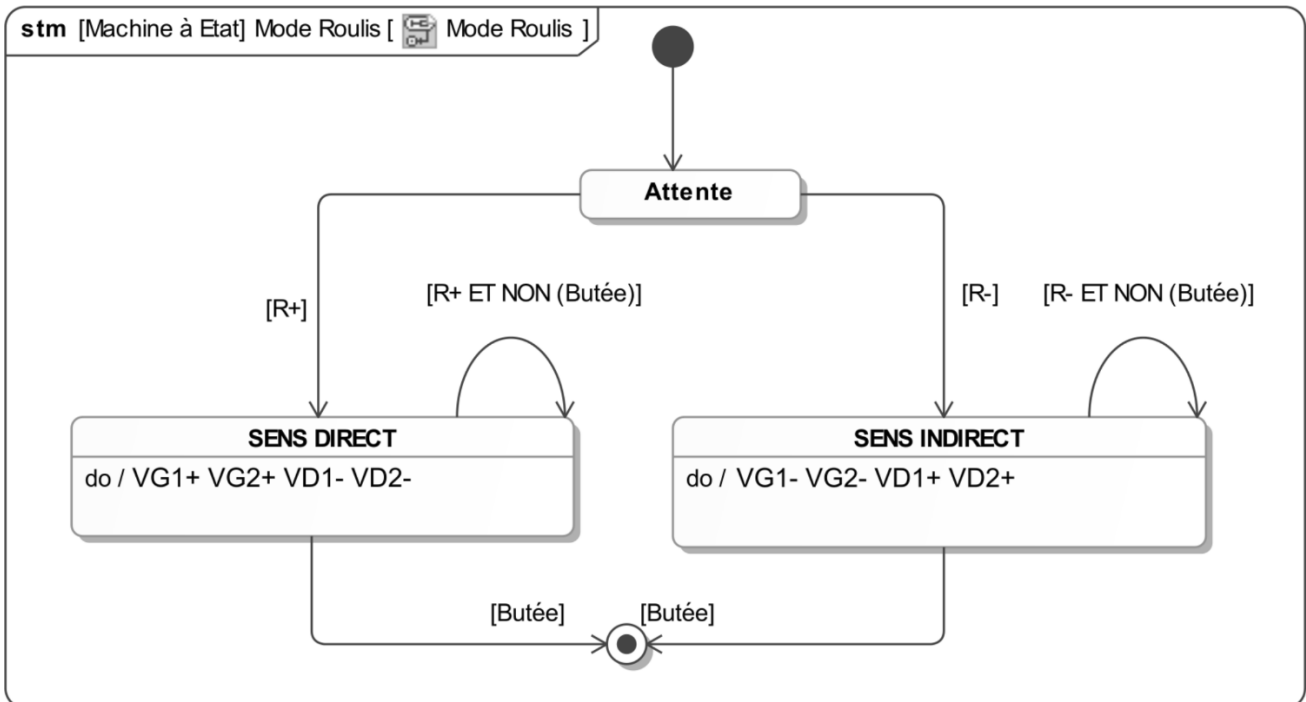 stm [Machine à Etat] Mode Roulis [ Mode Roulis ]
Attente
[R+]
[R+ ET NON (Butée)]
[R-]
[R- ET NON (Butée)]
SENS DIRECT
do / VG1+ VG2+ VD1- VD2-
SENS INDIRECT
do / VG1- VG2- VD1+ VD2+
[Butée]
[Butée]